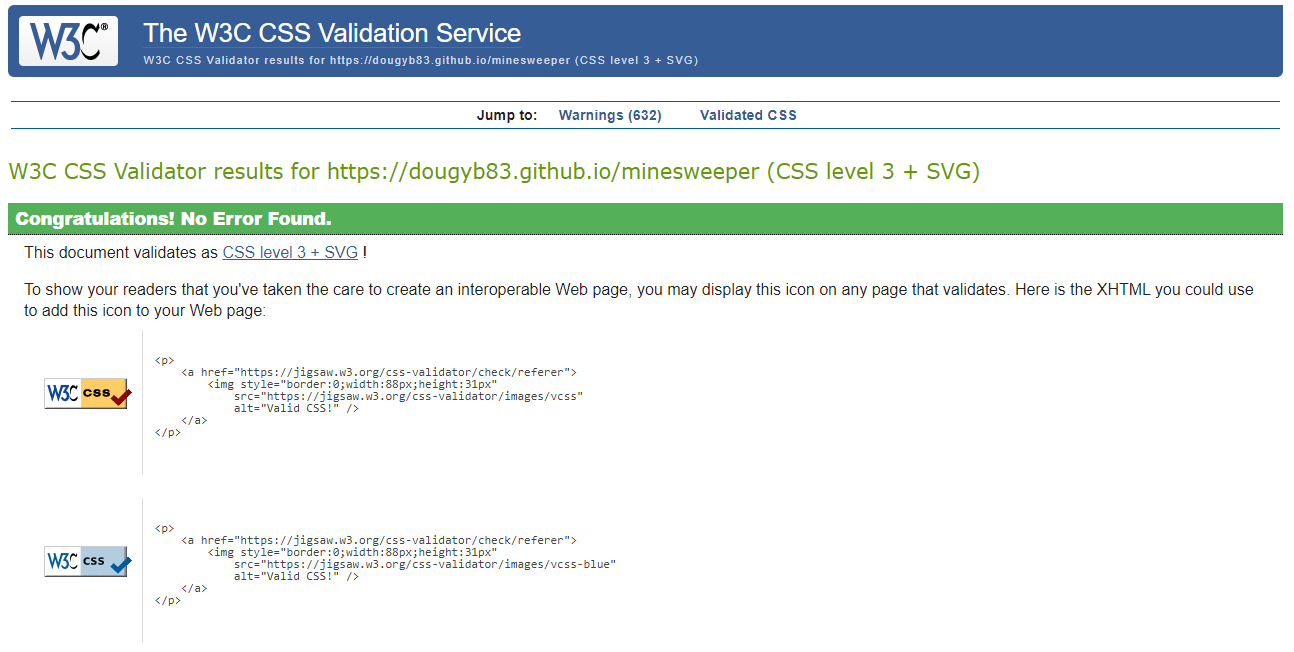 W3C®
The W3C CSS Validation Service
W3C CSS Validator results for https://dougyb83.github.io/minesweeper (CSS level 3 + SVG)
Jump to: Warnings (632) Validated CSS
W3C CSS Validator results for https://dougyb83.github.io/minesweeper (CSS level 3 + SVG)
Congratulations! No Error Found.
This document validates as CSS level 3 + SVG !
To show your readers that you've taken the care to create an interoperable Web page, you may display this icon on any page that validates. Here is the XHTML you could use
to add this icon to your Web page:
W3C css
<p>
    <a href="https://jigsaw.w3.org/css-validator/check/referer">
        <img style="border:0;width:88px;height:31px"
            src="https://jigsaw.w3.org/css-validator/images/vcss"
            alt="Valid CSS!" />
    </a>
</p>
W3C css
<p>
    <a href="https://jigsaw.w3.org/css-validator/check/referer">
        <img style="border:0;width:88px;height:31px"
            src="https://jigsaw.w3.org/css-validator/images/vcss-blue"
            alt="Valid CSS!" />
    </a>
</p>